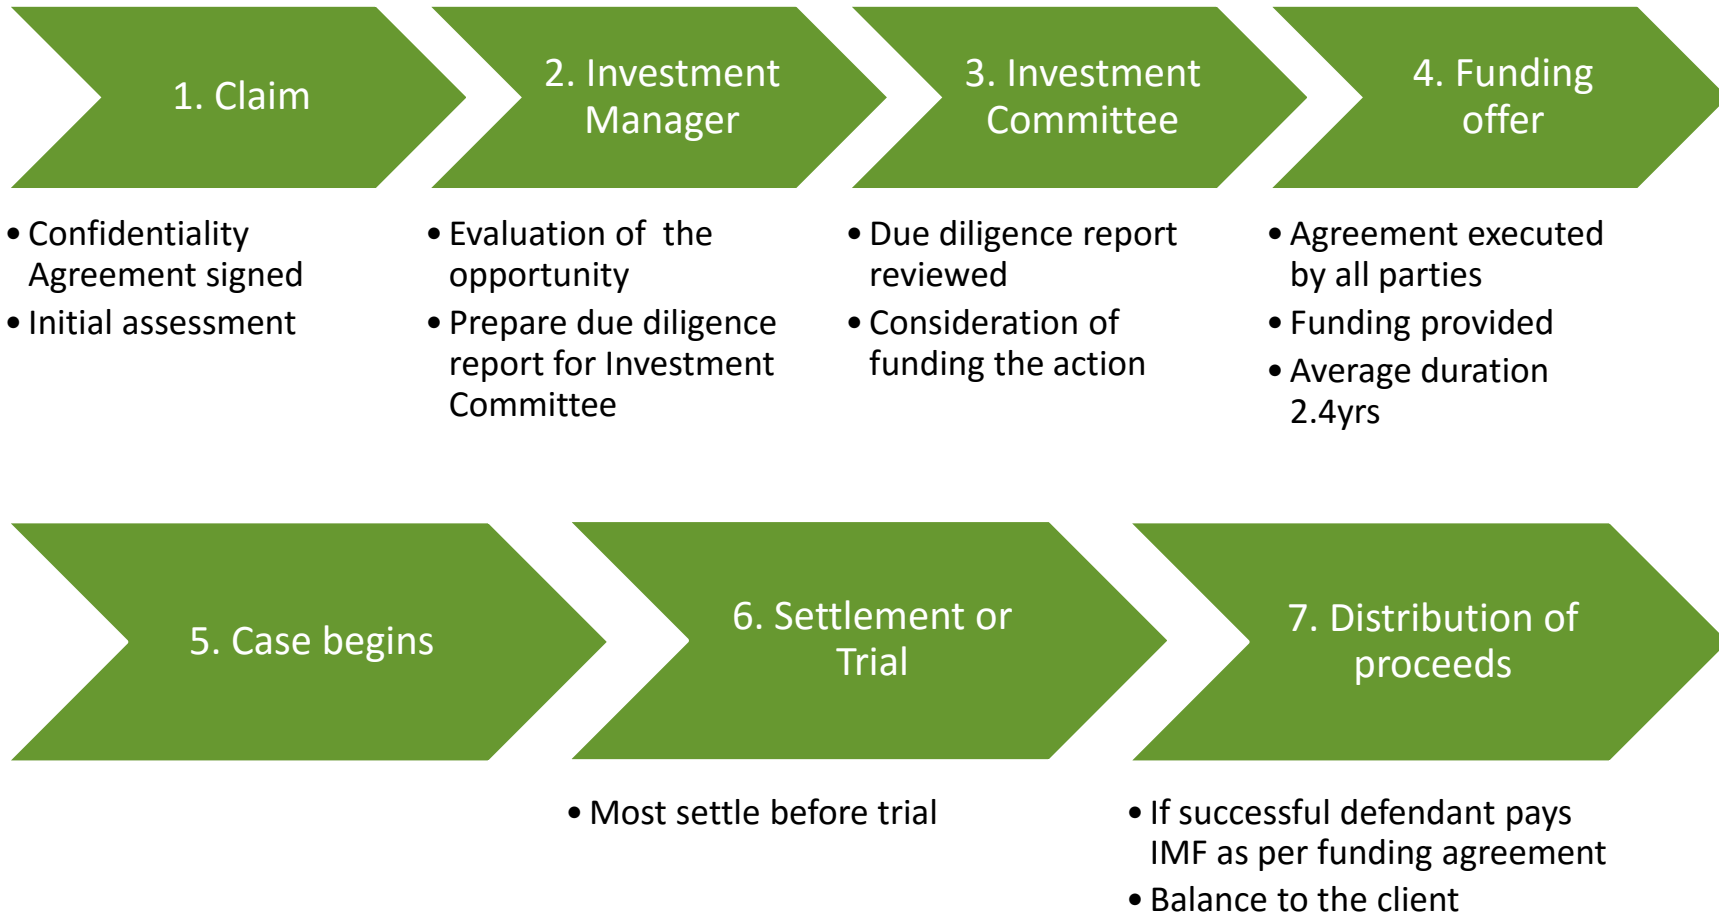 1. Claim
• Confidentiality
Agreement signed
• Initial assessment
2. Investment
Manager
• Evaluation of  the
opportunity
• Prepare due diligence
report for Investment
Committee
3. Investment
Committee
• Due diligence report
reviewed
• Consideration of
funding the action
4. Funding
offer
• Agreement executed
by all parties
• Funding provided
• Average duration
2.4yrs
5. Case begins
6. Settlement or
Trial
• Most settle before trial
7. Distribution of
proceeds
• If successful defendant pays
IMF as per funding agreement
• Balance to the client